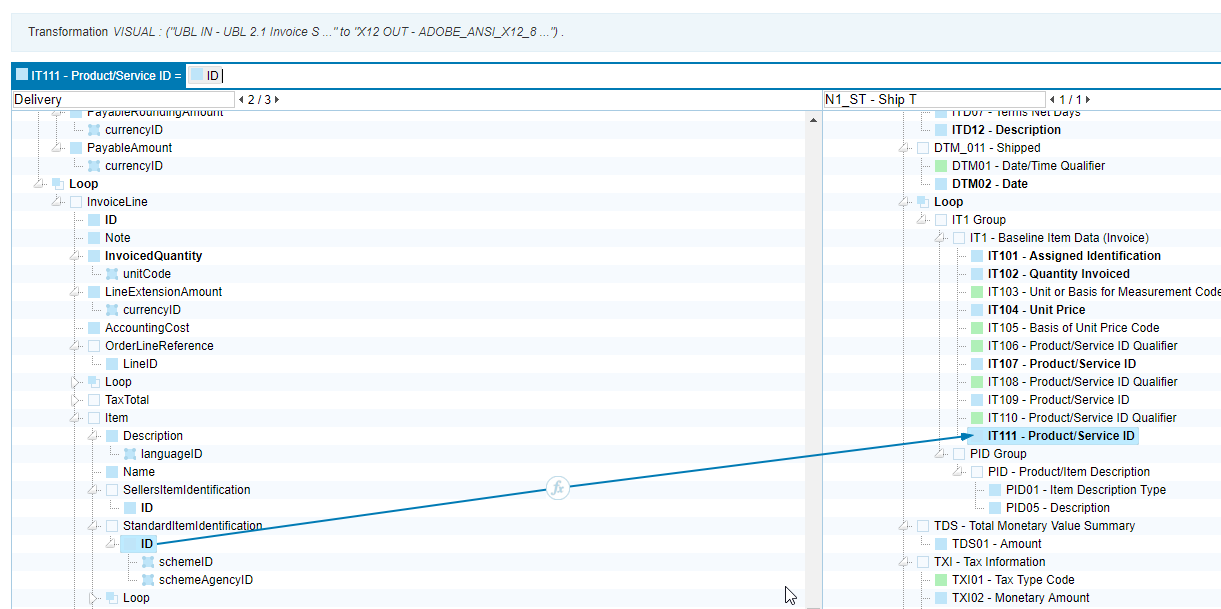 Transformation VISUAL : ("UBL IN - UBL 2.1 Invoice S ..." to "X12 OUT - ADOBE_ANSI_X12_8 ...") .
IT111 - Product/Service ID = ID
Delivery 2 / 3
PayableRoundingAmount
currencyID
PayableAmount
currencyID
Loop
InvoiceLine
ID
Note
InvoicedQuantity
unitCode
LineExtensionAmount
currencyID
AccountingCost
OrderLineReference
LineID
Loop
TaxTotal
Item
Description
languageID
Name
SellersItemIdentification
ID
StandardItemIdentification
ID
schemeID
schemeAgencyID
Loop
fx
N1_ST - Ship T 1 / 1
ITD07 - Terms Net Days
ITD12 - Description
DTM_011 - Shipped
DTM01 - Date/Time Qualifier
DTM02 - Date
Loop
IT1 Group
IT1 - Baseline Item Data (Invoice)
IT101 - Assigned Identification
IT102 - Quantity Invoiced
IT103 - Unit or Basis for Measurement Code
IT104 - Unit Price
IT105 - Basis of Unit Price Code
IT106 - Product/Service ID Qualifier
IT107 - Product/Service ID
IT108 - Product/Service ID Qualifier
IT109 - Product/Service ID
IT110 - Product/Service ID Qualifier
IT111 - Product/Service ID
PID Group
PID - Product/Item Description
PID01 - Item Description Type
PID05 - Description
TDS - Total Monetary Value Summary
TDS01 - Amount
TXI - Tax Information
TXI01 - Tax Type Code
TXI02 - Monetary Amount